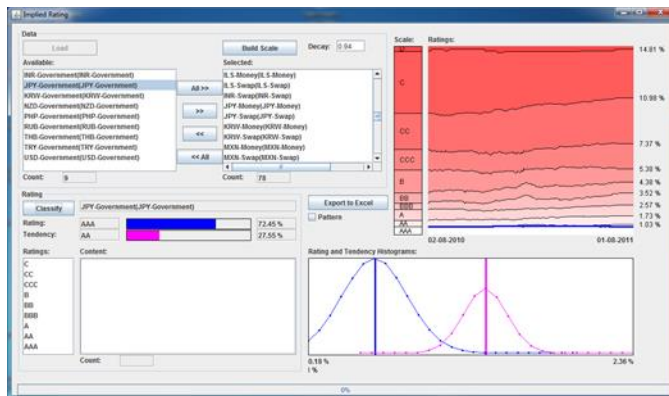 Implied Rating
Data
Load
Build Scale
Decay: 0.94
Available:
Selected:
INR-Government(INR-Government)
JPY-Government(JPY-Government)
KRW-Government(KRW-Government)
NZD-Government(NZD-Government)
PHP-Government(PHP-Government)
RUB-Government(RUB-Government)
THB-Government(THB-Government)
TRY-Government(TRY-Government)
USD-Government(USD-Government)
All >>
>>
<<
<< All
ILS-Money(ILS-Money)
ILS-Swap(ILS-Swap)
INR-Swap(INR-Swap)
JPY-Money(JPY-Money)
JPY-Swap(JPY-Swap)
KRW-Money(KRW-Money)
KRW-Swap(KRW-Swap)
MXN-Money(MXN-Money)
MXN-Swap(MXN-Swap)
Count: 9
Count: 78
Rating
Classify
JPY-Government(JPY-Government)
Rating: AAA 72.45 %
Tendency: AA 27.55 %
Export to Excel
Pattern
Ratings:
Content:
C
CC
CCC
B
BB
BBB
A
AA
AAA
Count:
Scale:
Ratings:
D
C
CC
CCC
B
BB
BBB
A
AA
AAA
14.81 %
10.98 %
7.37 %
5.38 %
4.38 %
3.52 %
2.57 %
1.73 %
1.03 %
02-08-2010
01-08-2011
Rating and Tendency Histograms:
0.18 %
2.36 %
0%